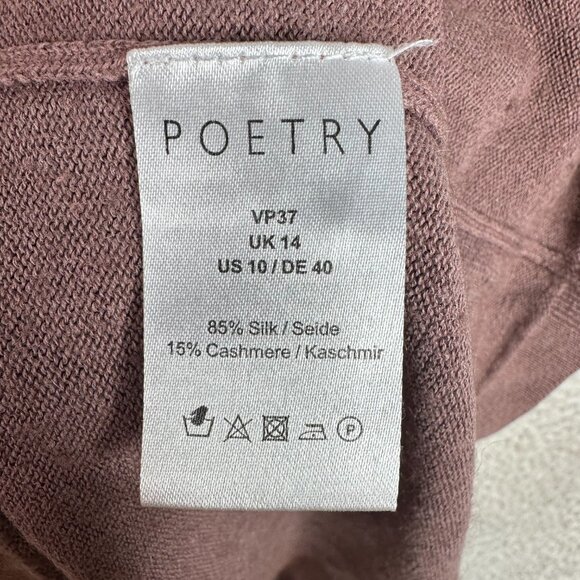 POETRY
VP37
UK 14
US 10 / DE 40
85% Silk / Seide
15% Cashmere / Kaschmir
P